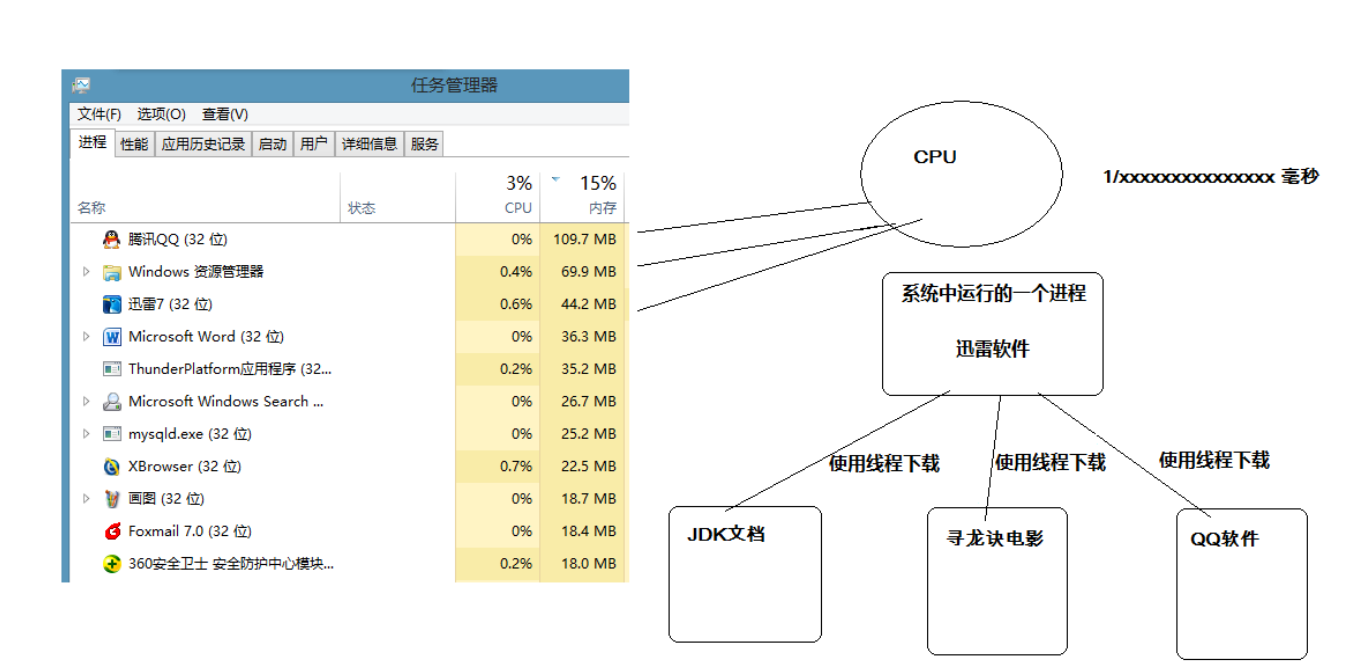 任务管理器
文件(F) 选项(O) 查看(V)
进程 性能 应用历史记录 启动 用户 详细信息 服务
3% 15%
名称 状态 CPU 内存
腾讯QQ (32 位) 0% 109.7 MB
Windows 资源管理器 0.4% 69.9 MB
迅雷7 (32 位) 0.6% 44.2 MB
Microsoft Word (32 位) 0% 36.3 MB
ThunderPlatform应用程序 (32... 0.2% 35.2 MB
Microsoft Windows Search ... 0% 26.7 MB
mysqld.exe (32 位) 0% 25.2 MB
XBrowser (32 位) 0.7% 22.5 MB
画图 (32 位) 0% 18.7 MB
Foxmail 7.0 (32 位) 0% 18.4 MB
360安全卫士 安全防护中心模块... 0.2% 18.0 MB
CPU
1/xxxxxxxxxxxxxxx 毫秒
系统中运行的一个进程
迅雷软件
使用线程下载 使用线程下载 使用线程下载
JDK文档 寻龙诀电影 QQ软件